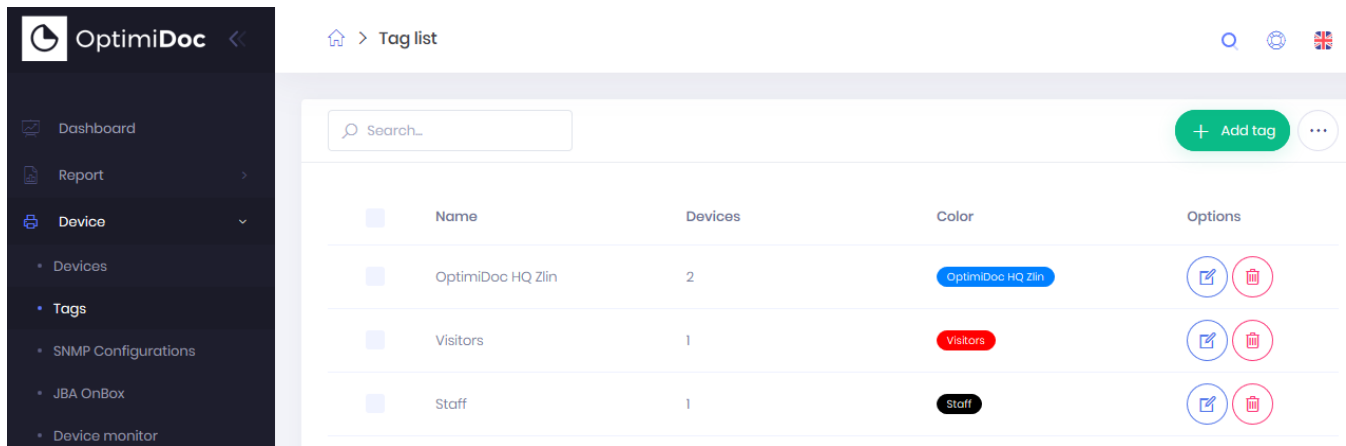 OptimiDoc
Tag list
Dashboard
Report
Device
Devices
Tags
SNMP Configurations
JBA OnBox
Device monitor
Search...
+ Add tag
Name Devices Color Options
OptimiDoc HQ Zlin 2 OptimiDoc HQ Zlin
Visitors 1 Visitors
Staff 1 Staff